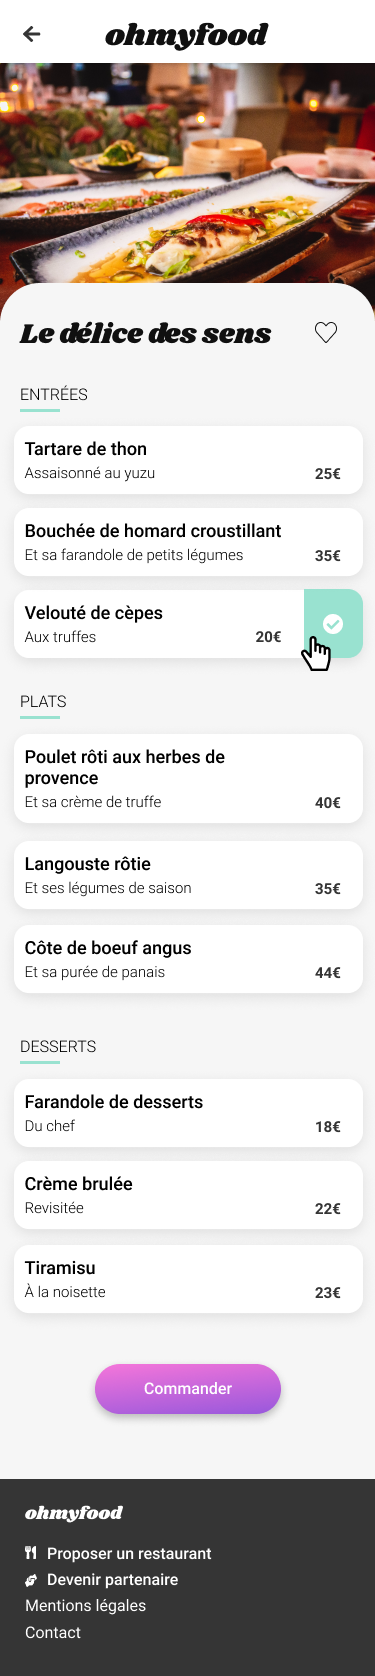 ohmyfood
Le délice des sens
ENTRÉES
Tartare de thon
Assaisonné au yuzu
25€
Bouchée de homard croustillant
Et sa farandole de petits légumes
35€
Velouté de cèpes
Aux truffes
20€
PLATS
Poulet rôti aux herbes de
provence
Et sa crème de truffe
40€
Langouste rôtie
Et ses légumes de saison
35€
Côte de boeuf angus
Et sa purée de panais
44€
DESSERTS
Farandole de desserts
Du chef
18€
Crème brulée
Revisitée
22€
Tiramisu
À la noisette
23€
Commander
ohmyfood
Proposer un restaurant
Devenir partenaire
Mentions légales
Contact